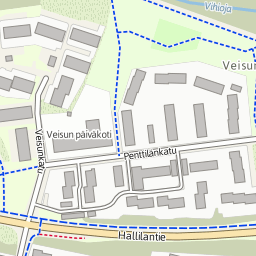 Vihioja
Veisun
Veisun päiväkoti
Veisunkatu
Penttilänkatu
Hallilantie